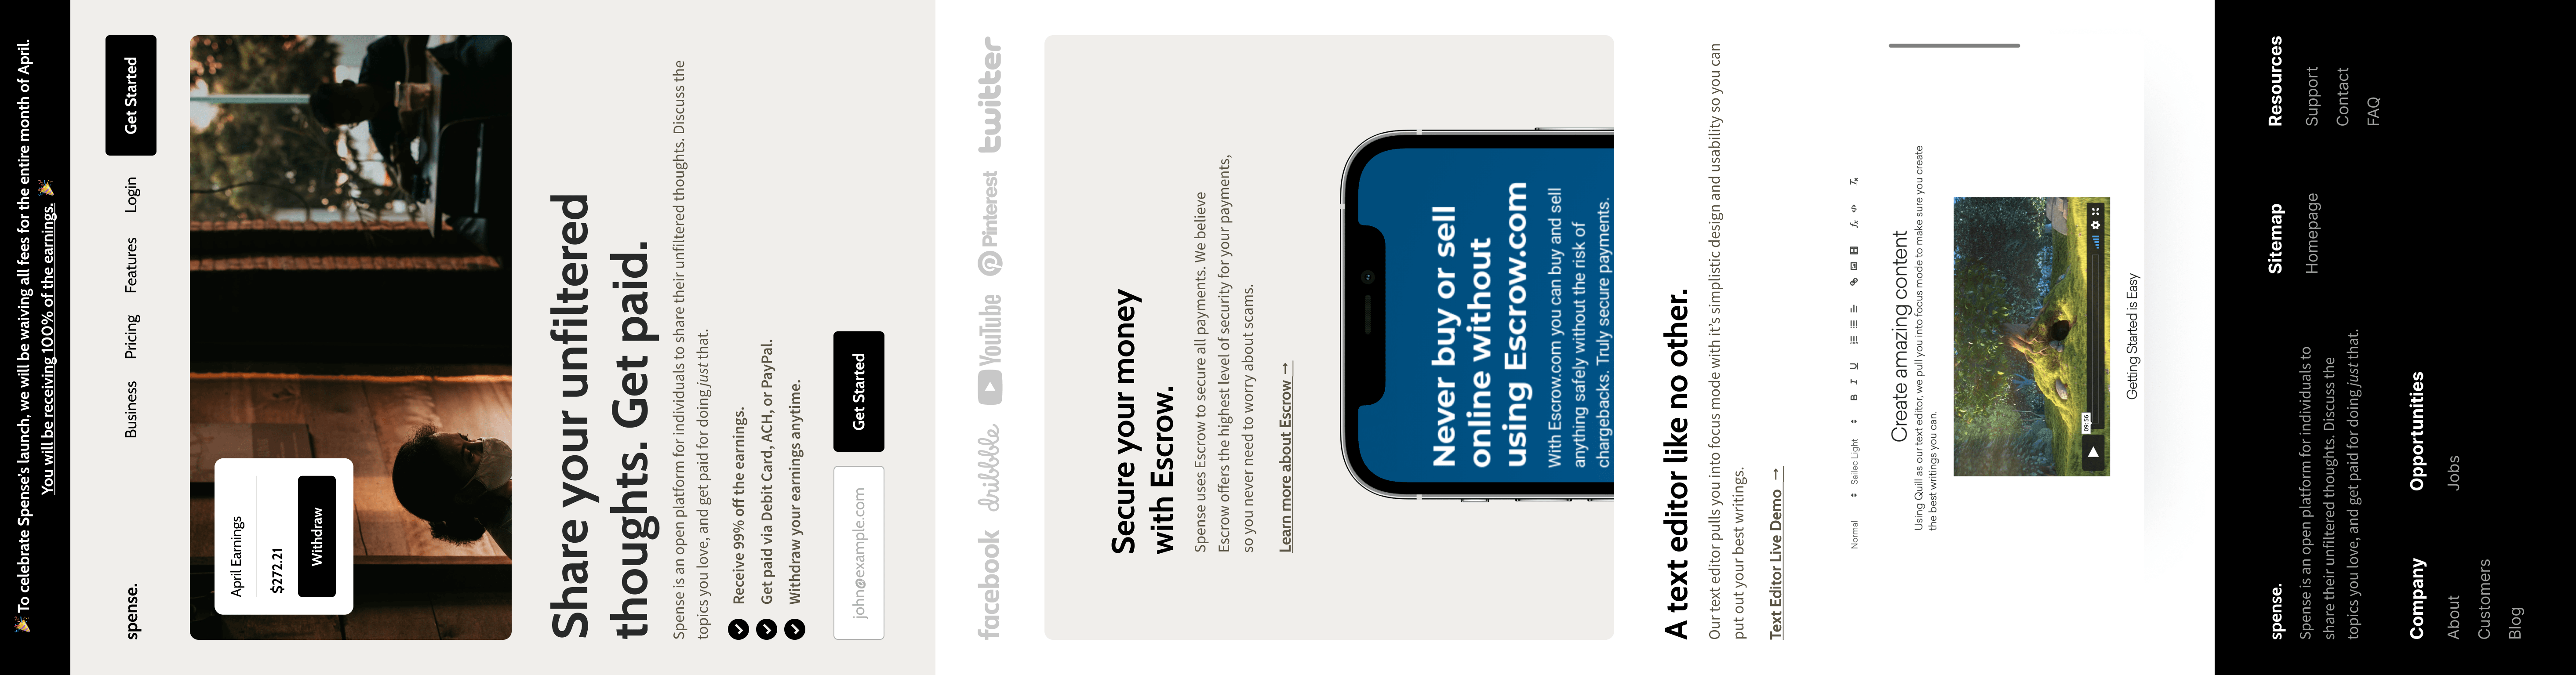 🎉 To celebrate Spense's launch, we will be waiving all fees for the entire month of April.
You will be receiving 100% of the earnings. 🎉
spense.
Business
Pricing
Features
Login
Get Started
April Earnings
$272.21
Withdraw
Share your unfiltered
thoughts. Get paid.
Spense is an open platform for individuals to share their unfiltered thoughts. Discuss the
topics you love, and get paid for doing just that.
Receive 99% off the earnings.
Get paid via Debit Card, ACH, or PayPal.
Withdraw your earnings anytime.
john@example.com
Get Started
facebook
dribbble
YouTube
Pinterest
twitter
Secure your money
with Escrow.
Spense uses Escrow to secure all payments. We believe
Escrow offers the highest level of security for your payments,
so you never need to worry about scams.
Learn more about Escrow →
Never buy or sell
online without
using Escrow.com
With Escrow.com you can buy and sell
anything safely without the risk of
chargebacks. Truly secure payments.
A text editor like no other.
Our text editor pulls you into focus mode with it's simplistic design and usability so you can
put out your best writings.
Text Editor Live Demo →
Normal
Sailec Light
B I U
Create amazing content
Using Quill as our text editor, we pull you into focus mode to make sure you create
the best writings you can.
09:56
Getting Started is Easy
spense.
Spense is an open platform for individuals to
share their unfiltered thoughts. Discuss the
topics you love, and get paid for doing just that.
Sitemap
Homepage
Resources
Support
Contact
FAQ
Company
About
Customers
Blog
Opportunities
Jobs